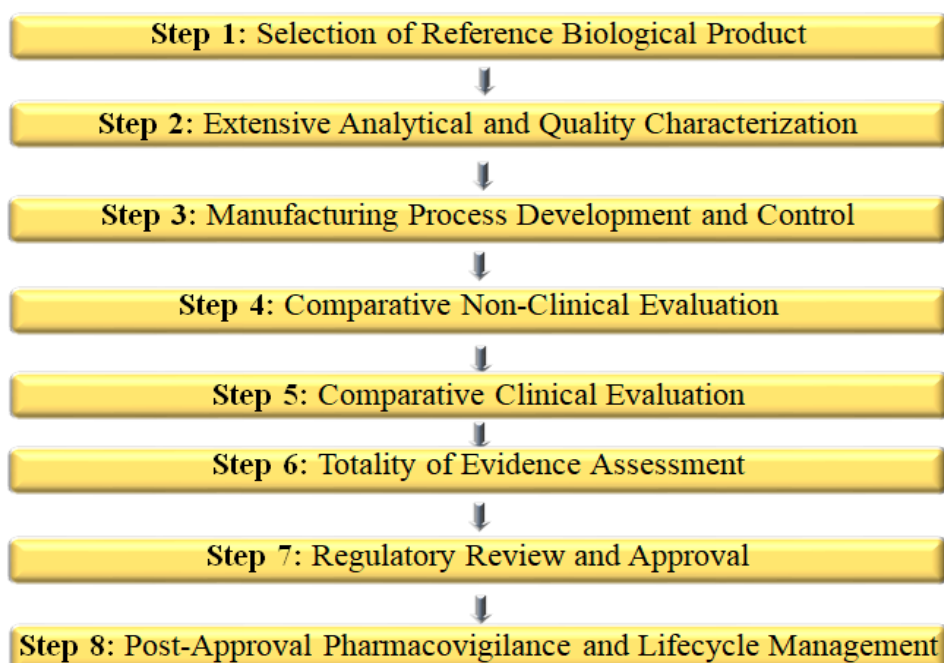 Step 1: Selection of Reference Biological Product
Step 2: Extensive Analytical and Quality Characterization
Step 3: Manufacturing Process Development and Control
Step 4: Comparative Non-Clinical Evaluation
Step 5: Comparative Clinical Evaluation
Step 6: Totality of Evidence Assessment
Step 7: Regulatory Review and Approval
Step 8: Post-Approval Pharmacovigilance and Lifecycle Management